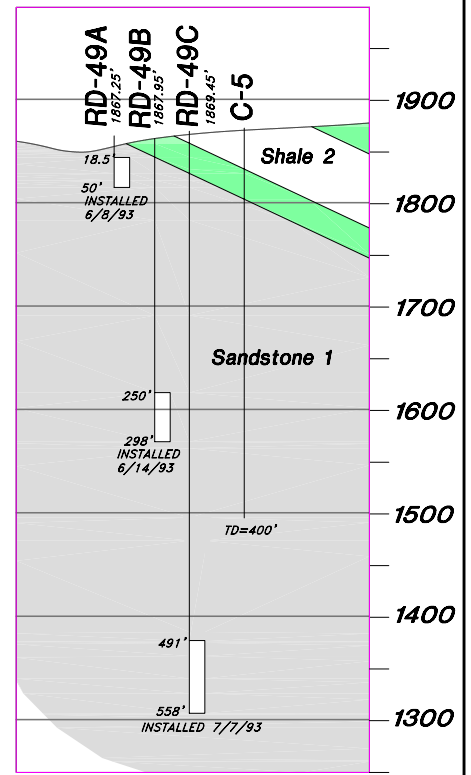 RD-49A
1867.25'
RD-49B
1867.95'
RD-49C
1869.45'
C-5
1900
Shale 2
18.5'
50'
INSTALLED
6/8/93
1800
1700
Sandstone 1
250'
1600
298'
INSTALLED
6/14/93
1500
TD=400'
1400
491'
558'
1300
INSTALLED 7/7/93